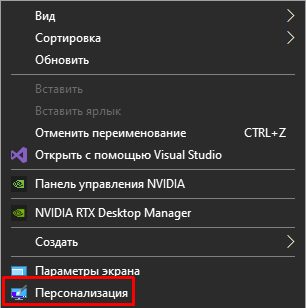 Вид
Сортировка
Обновить
Вставить
Вставить ярлык
Отменить переименование CTRL+Z
Открыть с помощью Visual Studio
Панель управления NVIDIA
NVIDIA RTX Desktop Manager
Создать
Параметры экрана
Персонализация